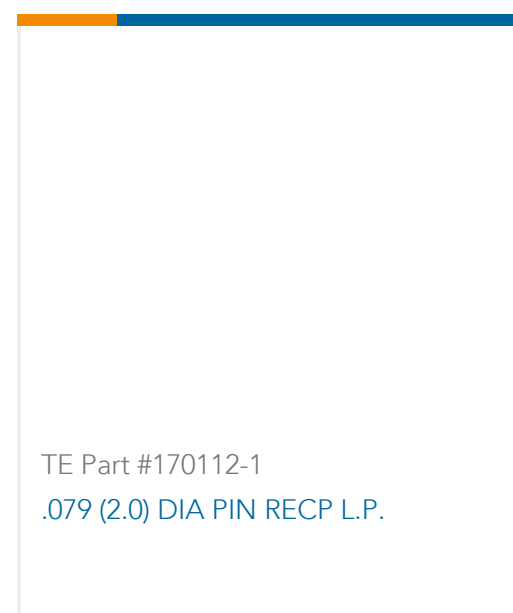 TE Part #170112-1
.079 (2.0) DIA PIN RECP L.P.